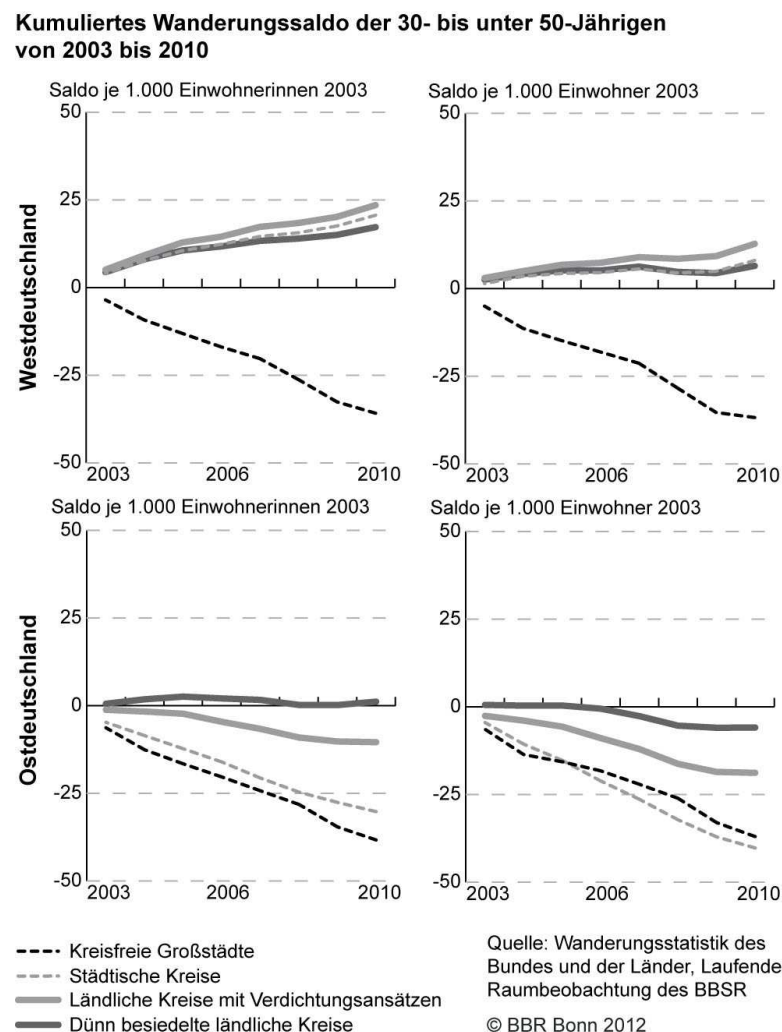 Kumuliertes Wanderungssaldo der 30- bis unter 50-Jährigen
von 2003 bis 2010
Saldo je 1.000 Einwohnerinnen 2003
50
25
0
-25
-50
2003 2006 2010
Westdeutschland
Saldo je 1.000 Einwohner 2003
50
25
0
-25
-50
2003 2006 2010
Saldo je 1.000 Einwohnerinnen 2003
50
25
0
-25
-50
2003 2006 2010
Ostdeutschland
Saldo je 1.000 Einwohner 2003
50
25
0
-25
-50
2003 2006 2010
Kreisfreie Großstädte
Städtische Kreise
Ländliche Kreise mit Verdichtungsansätzen
Dünn besiedelte ländliche Kreise
Quelle: Wanderungsstatistik des
Bundes und der Länder, Laufende
Raumbeobachtung des BBSR
© BBR Bonn 2012